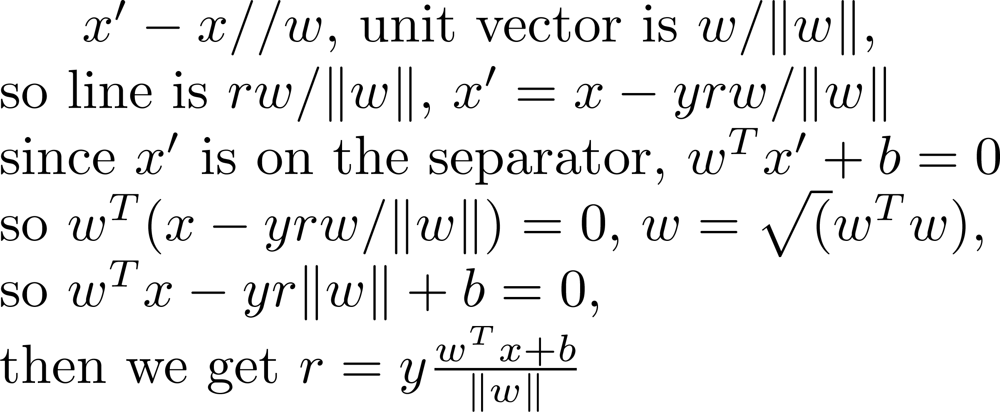 x′ − x//w, unit vector is w/‖w‖,
so line is rw/‖w‖, x′ = x − yrw/‖w‖
since x′ is on the separator, w^T x′ + b = 0
so w^T(x − yrw/‖w‖) = 0, w = √(w^T w),
so w^T x − yr‖w‖ + b = 0,
then we get r = y\frac{w^T x+b}{‖w‖}